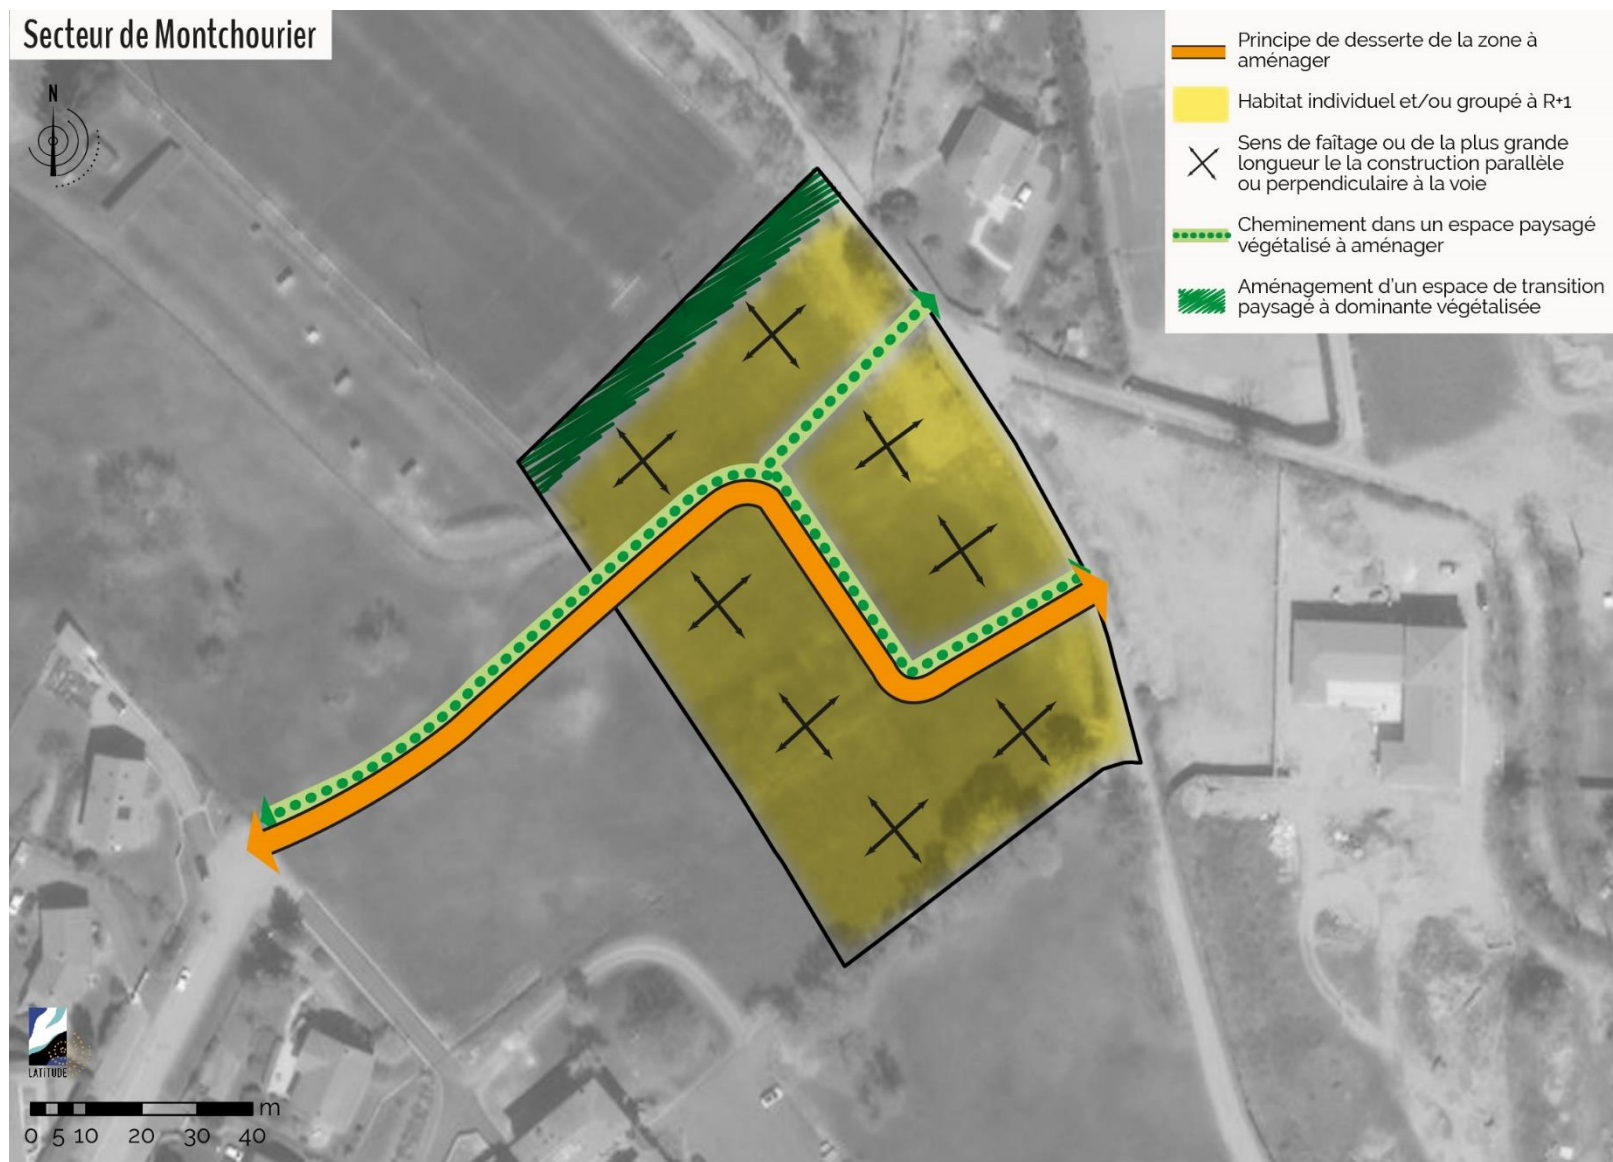 Secteur de Montchourier
N
Principe de desserte de la zone à
aménager
Habitat individuel et/ou groupé à R+1
Sens de faîtage ou de la plus grande
longueur le la construction parallèle
ou perpendiculaire à la voie
Cheminement dans un espace paysagé
végétalisé à aménager
Aménagement d'un espace de transition
paysagé à dominante végétalisée
LATiTUDE
m
0 5 10 20 30 40